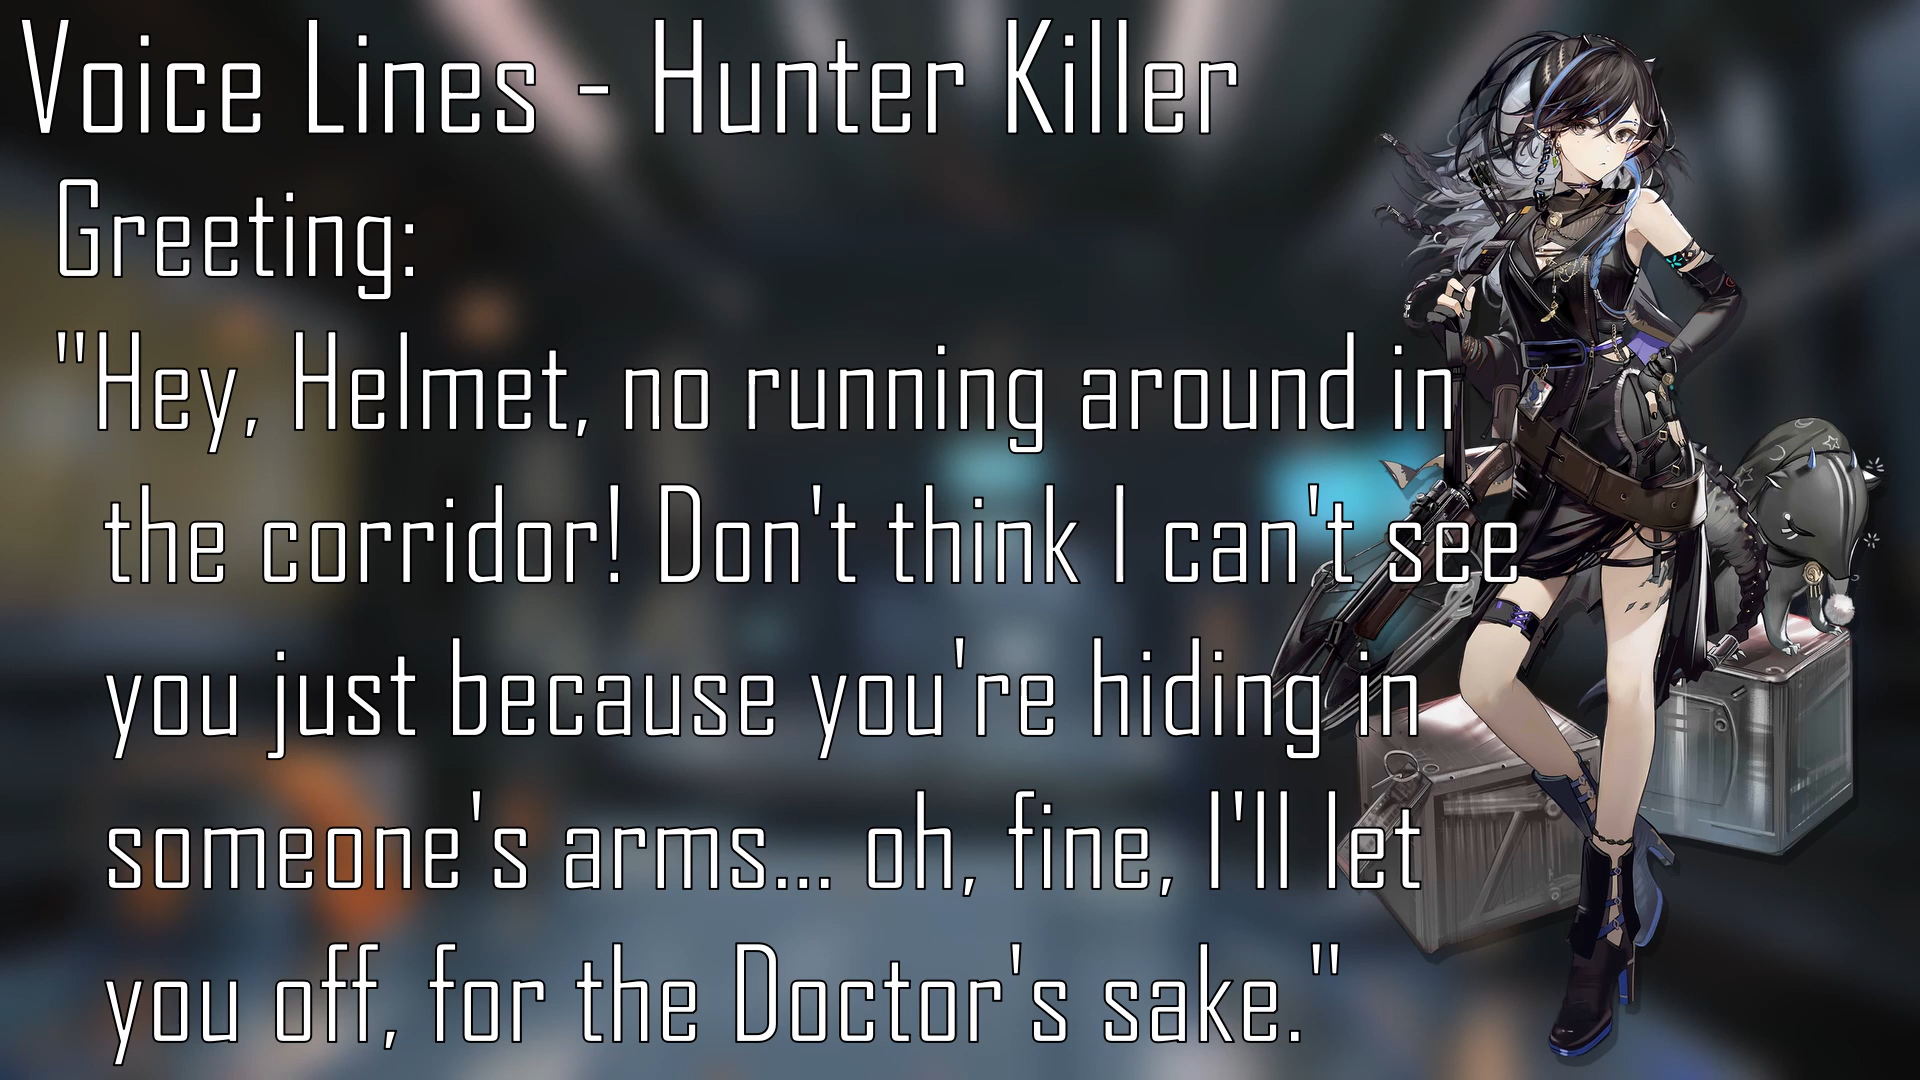 Voice Lines - Hunter Killer
Greeting:
"Hey, Helmet, no running around in
the corridor! Don't think I can't see
you just because you're hiding in
someone's arms... oh, fine, I'll let
you off, for the Doctor's sake."